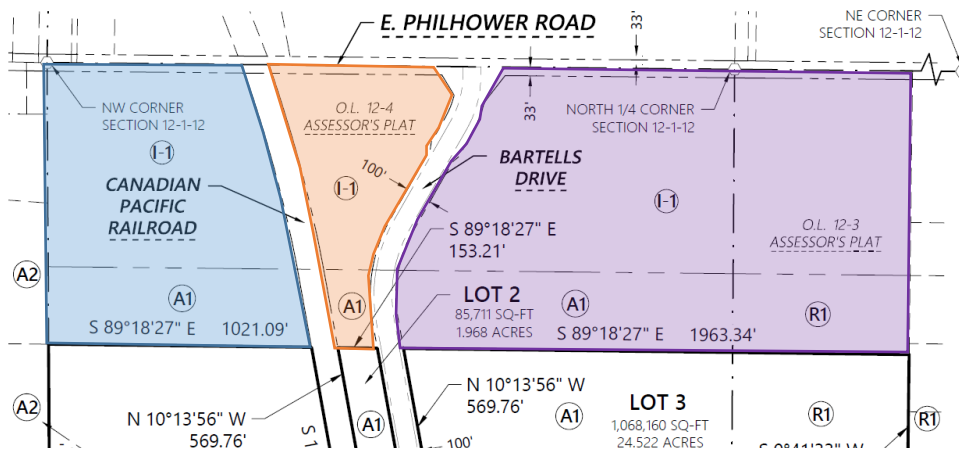 E. PHILHOWER ROAD
33'
NE CORNER
SECTION 12-1-12
NW CORNER
SECTION 12-1-12
O.L. 12-4
ASSESSOR'S PLAT
33'
NORTH 1/4 CORNER
SECTION 12-1-12
I-1
100'
BARTELLS
DRIVE
I-1
CANADIAN
PACIFIC
RAILROAD
I-1
S 89°18'27" E
153.21'
O.L. 12-3
ASSESSOR'S PLAT
A2
A1
A1
LOT 2
85,711 SQ-FT
1.968 ACRES
A1
R1
S 89°18'27" E 1021.09'
S 89°18'27" E 1963.34'
N 10°13'56" W
569.76'
A2
N 10°13'56" W
569.76'
A1
S 1
100'
A1
LOT 3
1,068,160 SQ-FT
24.522 ACRES
R1
R1